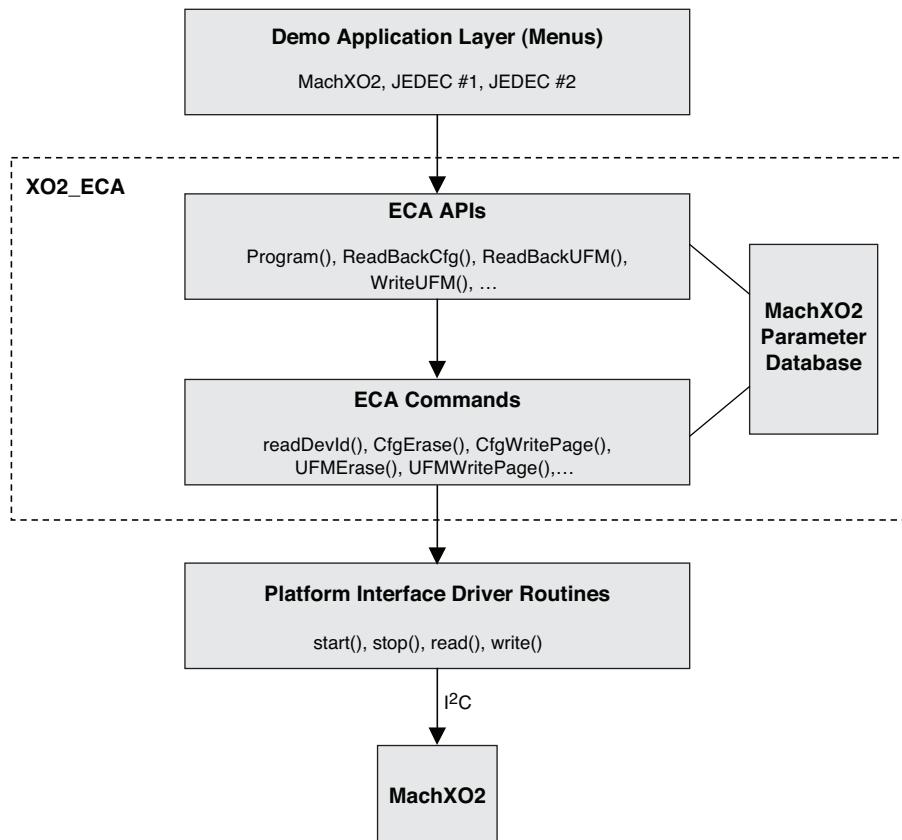 Demo Application Layer (Menus)
MachXO2, JEDEC #1, JEDEC #2
XO2_ECA
ECA APIs
Program(), ReadBackCfg(), ReadBackUFM(),
WriteUFM(), …
MachXO2
Parameter
Database
ECA Commands
readDevId(), CfgErase(), CfgWritePage(),
UFMErase(), UFMWritePage(),…
Platform Interface Driver Routines
start(), stop(), read(), write()
I²C
MachXO2